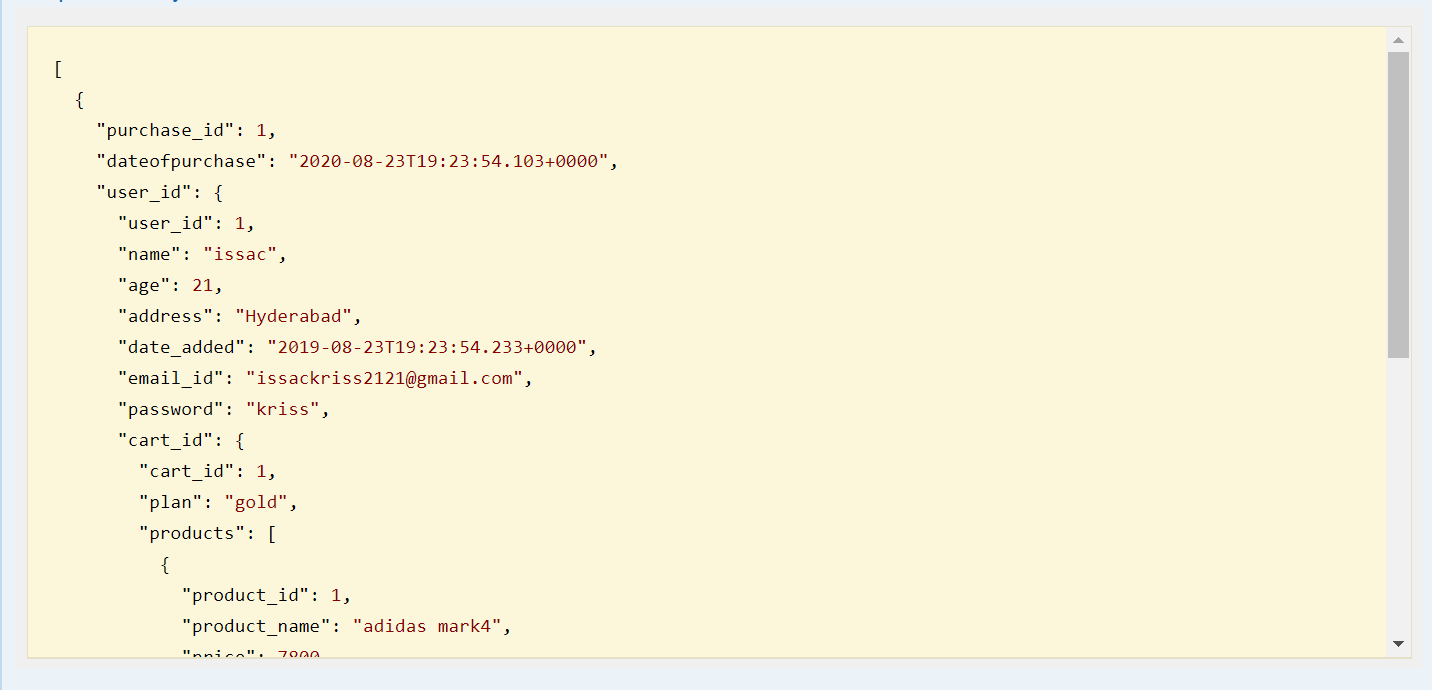 [
{
"purchase_id": 1,
"dateofpurchase": "2020-08-23T19:23:54.103+0000",
"user_id": {
"user_id": 1,
"name": "issac",
"age": 21,
"address": "Hyderabad",
"date_added": "2019-08-23T19:23:54.233+0000",
"email_id": "issackriss2121@gmail.com",
"password": "kriss",
"cart_id": {
"cart_id": 1,
"plan": "gold",
"products": [
{
"product_id": 1,
"product_name": "adidas mark4",
"price": 7800